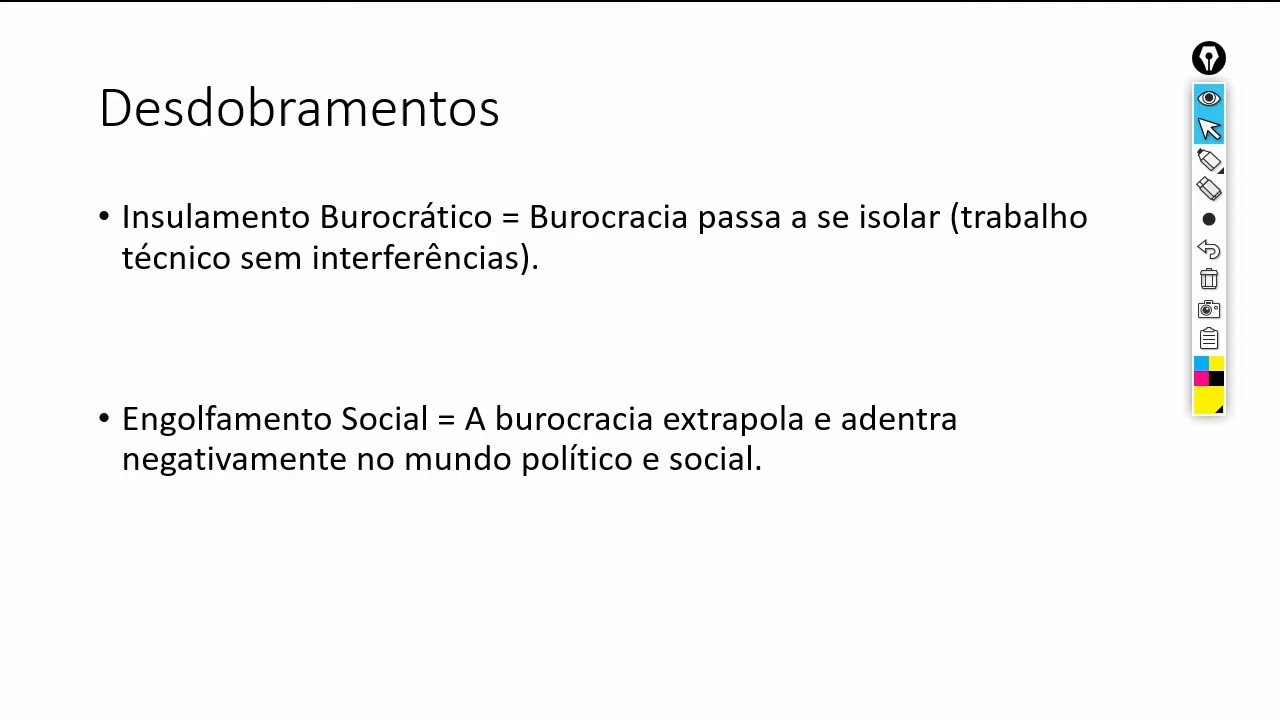 Desdobramentos
• Insulamento Burocrático = Burocracia passa a se isolar (trabalho
técnico sem interferências).
• Engolfamento Social = A burocracia extrapola e adentra
negativamente no mundo político e social.